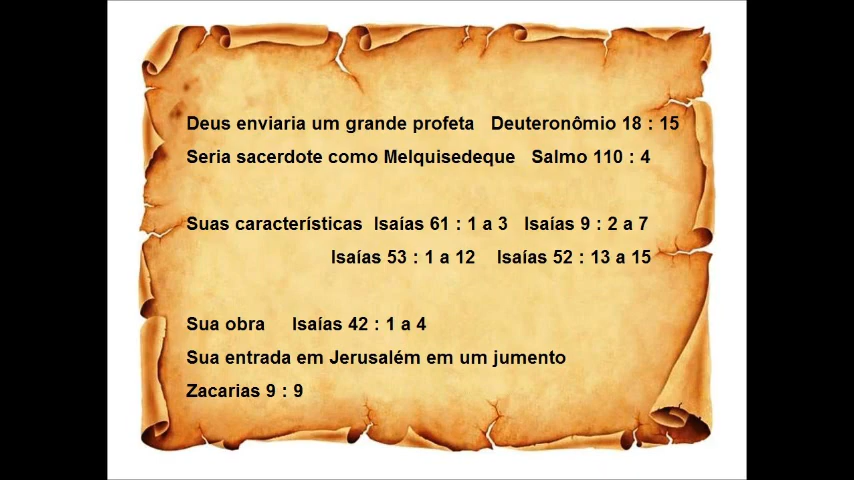 Deus enviaria um grande profeta Deuteronômio 18 : 15
Seria sacerdote como Melquisedeque Salmo 110 : 4
Suas características Isaías 61 : 1 a 3 Isaías 9 : 2 a 7
Isaías 53 : 1 a 12 Isaías 52 : 13 a 15
Sua obra Isaías 42 : 1 a 4
Sua entrada em Jerusalém em um jumento
Zacarias 9 : 9